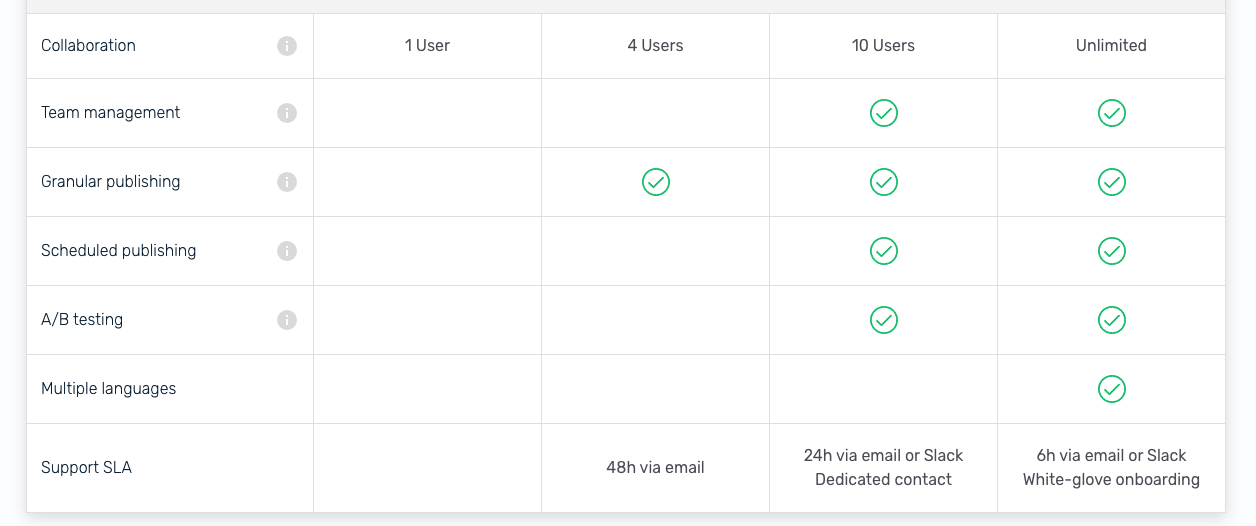 Collaboration
1 User
4 Users
10 Users
Unlimited
Team management
Granular publishing
Scheduled publishing
A/B testing
Multiple languages
Support SLA
48h via email
24h via email or Slack
Dedicated contact
6h via email or Slack
White-glove onboarding